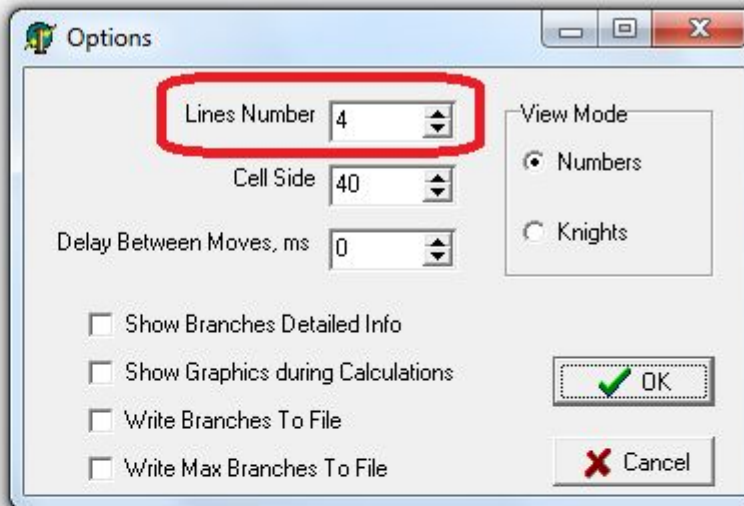 Options
Lines Number 4
Cell Side 40
Delay Between Moves, ms 0
View Mode
Numbers
Knights
Show Branches Detailed Info
Show Graphics during Calculations
Write Branches To File
Write Max Branches To File
OK
Cancel